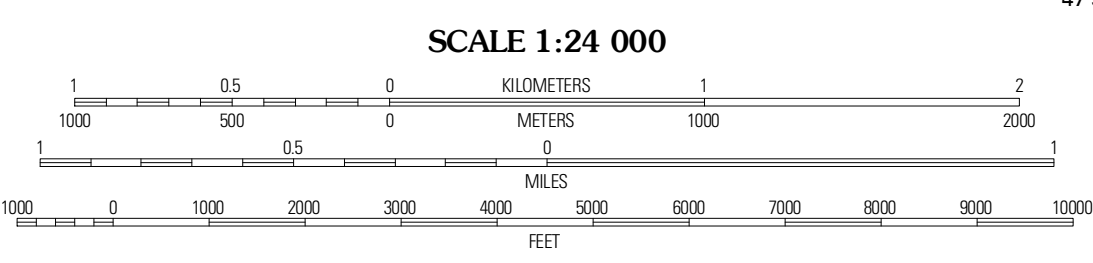 SCALE 1:24 000
1 0.5 0 KILOMETERS 1 2
1000 500 0 METERS 1000 2000
1 0.5 0 1
MILES
1000 0 1000 2000 3000 4000 5000 6000 7000 8000 9000 10000
FEET